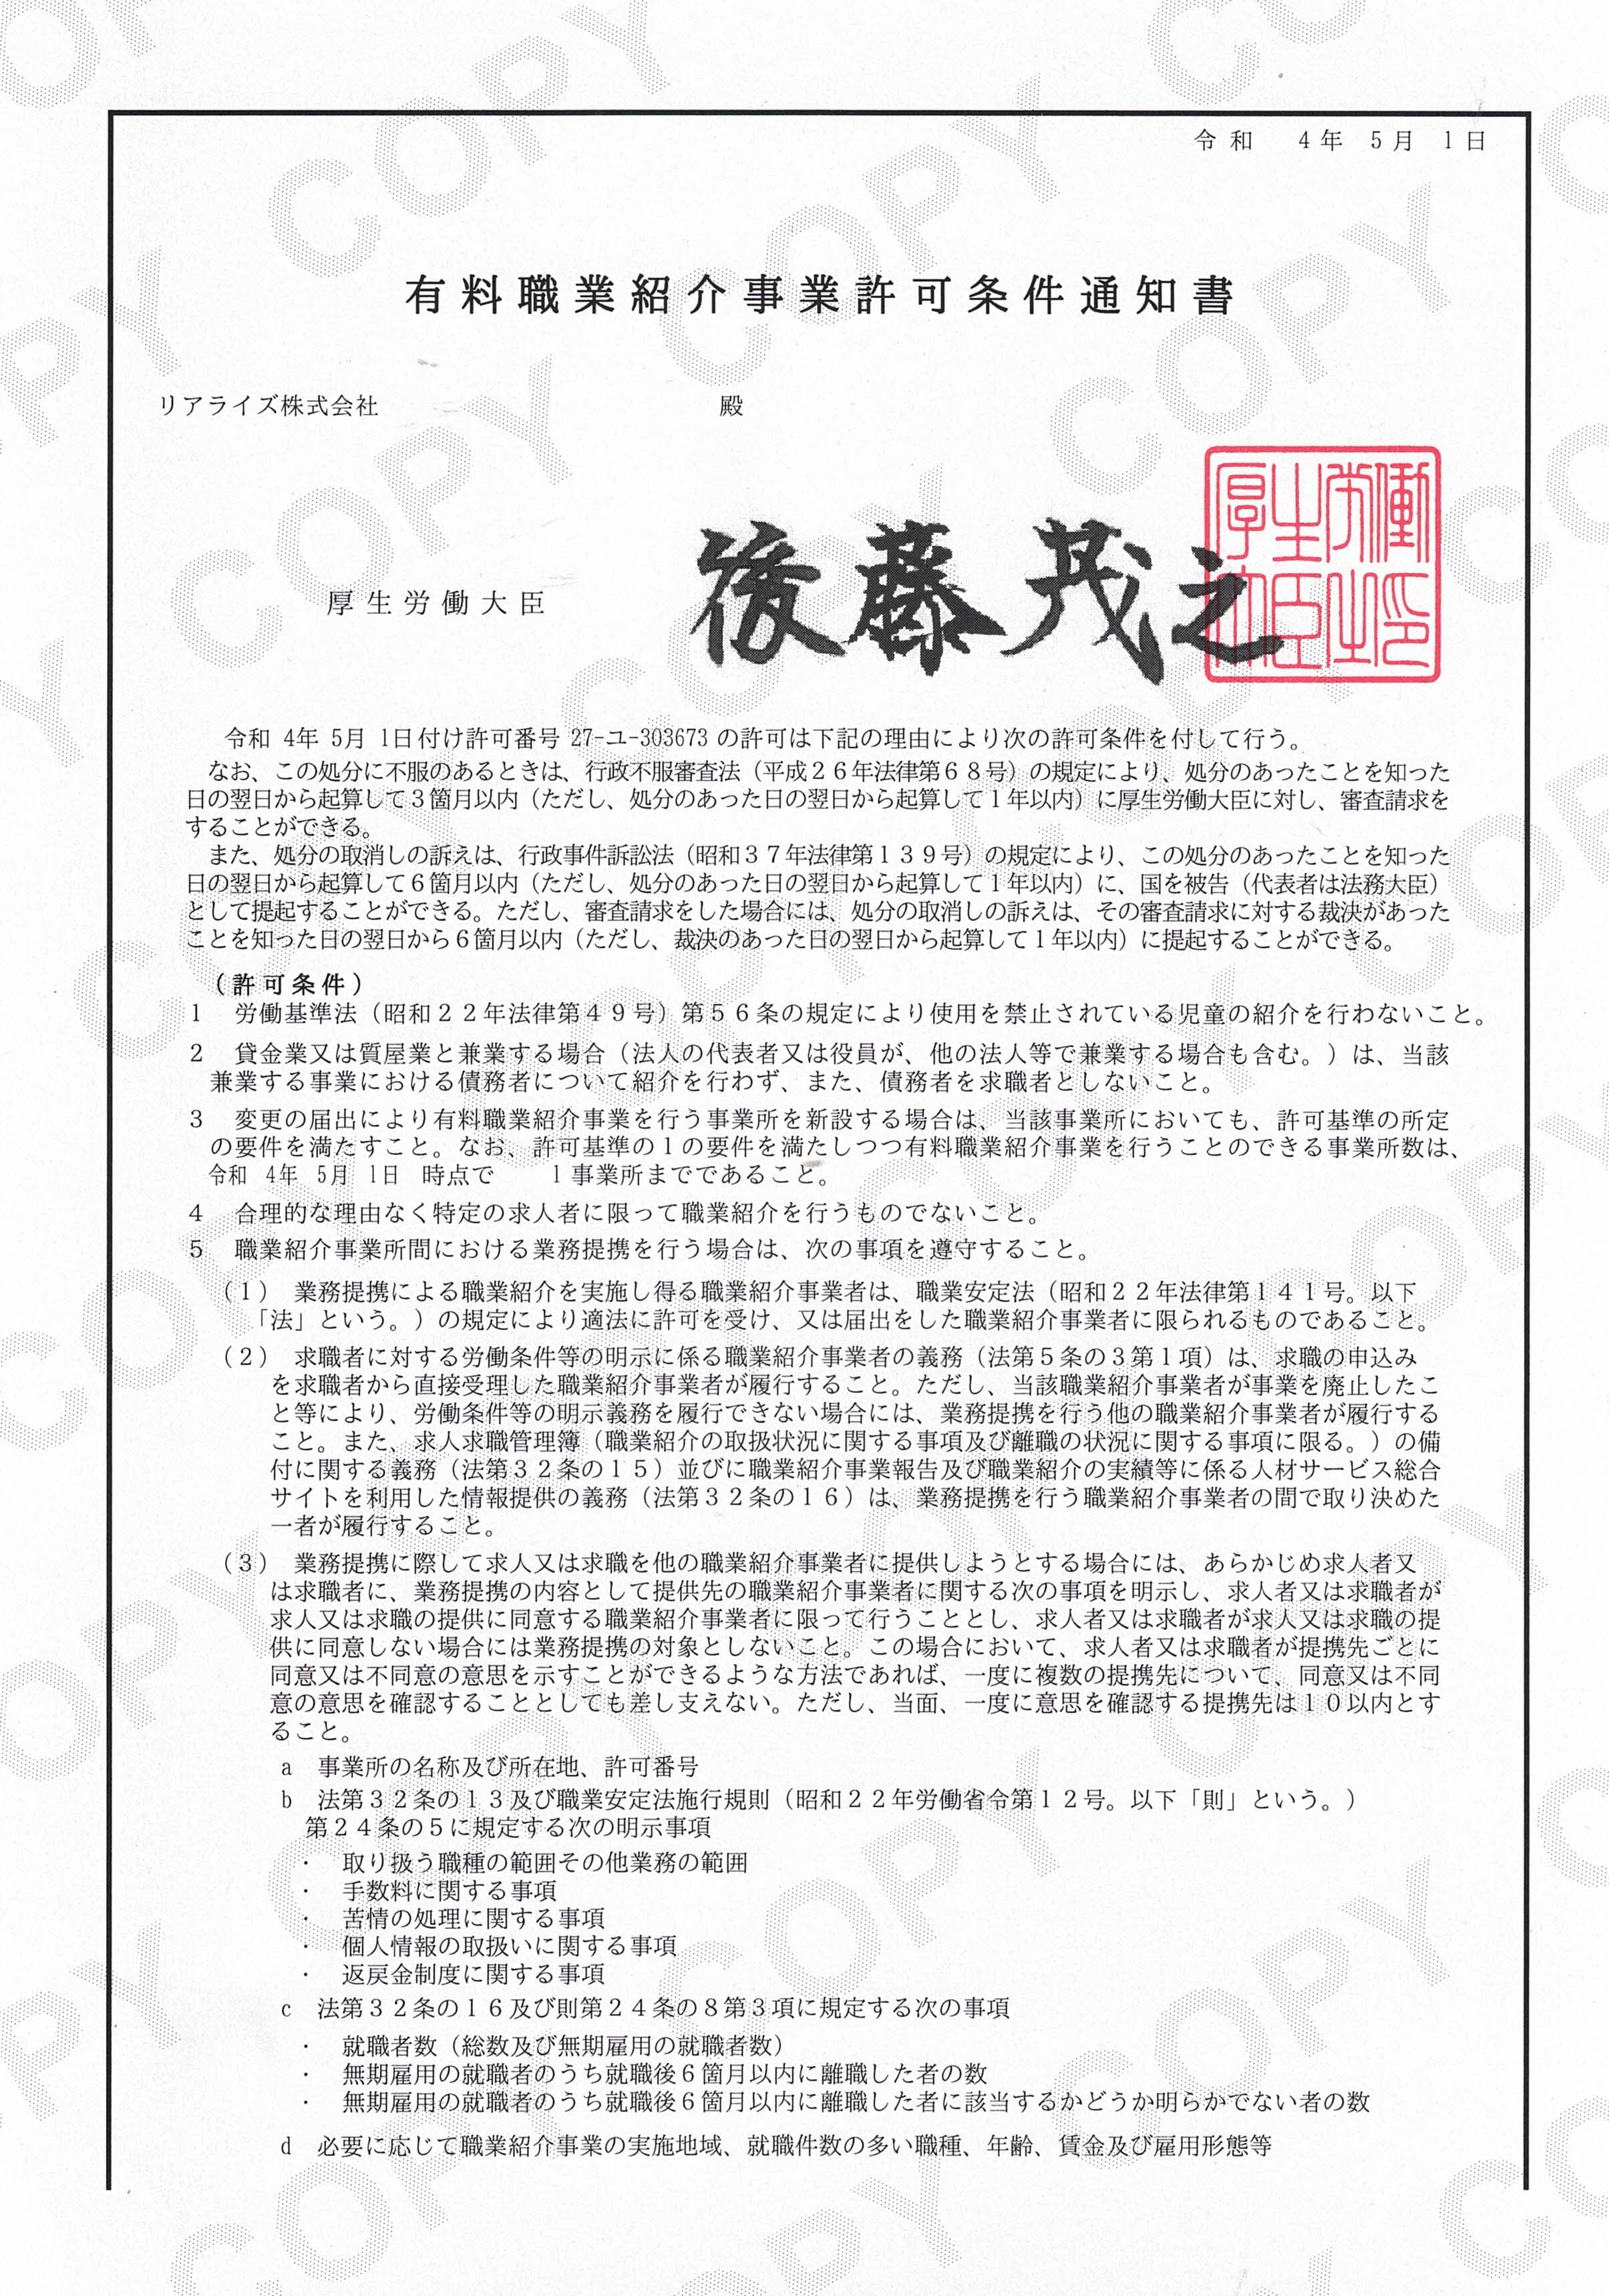 令和　4年　5月　1日
有料職業紹介事業許可条件通知書
リアライズ株式会社　殿
厚生労働大臣　後藤茂之
厚生労働
大臣之印
令和 4年 5月 1日付け許可番号 27-ユ-303673 の許可は下記の理由により次の許可条件を付して行う。
なお、この処分に不服のあるときは、行政不服審査法（平成２６年法律第６８号）の規定により、処分のあったことを知った
日の翌日から起算して３箇月以内（ただし、処分のあった日の翌日から起算して１年以内）に厚生労働大臣に対し、審査請求を
することができる。
また、処分の取消しの訴えは、行政事件訴訟法（昭和３７年法律第１３９号）の規定により、この処分のあったことを知った
日の翌日から起算して６箇月以内（ただし、処分のあった日の翌日から起算して１年以内）に、国を被告（代表者は法務大臣）
として提起することができる。ただし、審査請求をした場合には、処分の取消しの訴えは、その審査請求に対する裁決があった
ことを知った日の翌日から６箇月以内（ただし、裁決のあった日の翌日から起算して１年以内）に提起することができる。
（許可条件）
１　労働基準法（昭和２２年法律第４９号）第５６条の規定により使用を禁止されている児童の紹介を行わないこと。
２　貸金業又は質屋業と兼業する場合（法人の代表者又は役員が、他の法人等で兼業する場合も含む。）は、当該
兼業する事業における債務者について紹介を行わず、また、債務者を求職者としないこと。
３　変更の届出により有料職業紹介事業を行う事業所を新設する場合は、当該事業所においても、許可基準の所定
の要件を満たすこと。なお、許可基準の１の要件を満たしつつ有料職業紹介事業を行うことのできる事業所数は、
令和 4年 5月 1日　時点で　1 事業所までであること。
４　合理的な理由なく特定の求人者に限って職業紹介を行うものでないこと。
５　職業紹介事業所間における業務提携を行う場合は、次の事項を遵守すること。
（１）　業務提携による職業紹介を実施し得る職業紹介事業者は、職業安定法（昭和２２年法律第１４１号。以下
「法」という。）の規定により適法に許可を受け、又は届出をした職業紹介事業者に限られるものであること。
（２）　求職者に対する労働条件等の明示に係る職業紹介事業者の義務（法第５条の３第１項）は、求職の申込み
を求職者から直接受理した職業紹介事業者が履行すること。ただし、当該職業紹介事業者が事業を廃止したこ
と等により、労働条件等の明示義務を履行できない場合には、業務提携を行う他の職業紹介事業者が履行する
こと。また、求人求職管理簿（職業紹介の取扱状況に関する事項及び離職の状況に関する事項に限る。）の備
付に関する義務（法第３２条の１５）並びに職業紹介事業報告及び職業紹介の実績等に係る人材サービス総合
サイトを利用した情報提供の義務（法第３２条の１６）は、業務提携を行う職業紹介事業者の間で取り決めた
一者が履行すること。
（３）　業務提携に際して求人又は求職を他の職業紹介事業者に提供しようとする場合には、あらかじめ求人者又
は求職者に、業務提携の内容として提供先の職業紹介事業者に関する次の事項を明示し、求人者又は求職者が
求人又は求職の提供に同意する職業紹介事業者に限って行うこととし、求人者又は求職者が求人又は求職の提
供に同意しない場合には業務提携の対象としないこと。この場合において、求人者又は求職者が提携先ごとに
同意又は不同意の意思を示すことができるような方法であれば、一度に複数の提携先について、同意又は不同
意の意思を確認することとしても差し支えない。ただし、当面、一度に意思を確認する提携先は１０以内とす
ること。
a　事業所の名称及び所在地、許可番号
b　法第３２条の１３及び職業安定法施行規則（昭和２２年労働省令第１２号。以下「則」という。）
第２４条の５に規定する次の明示事項
・　取り扱う職種の範囲その他業務の範囲
・　手数料に関する事項
・　苦情の処理に関する事項
・　個人情報の取扱いに関する事項
・　返戻金制度に関する事項
c　法第３２条の１６及び則第２４条の８第３項に規定する次の事項
・　就職者数（総数及び無期雇用の就職者数）
・　無期雇用の就職者のうち就職後６箇月以内に離職した者の数
・　無期雇用の就職者のうち就職後６箇月以内に離職した者に該当するかどうか明らかでない者の数
d　必要に応じて職業紹介事業の実施地域、就職件数の多い職種、年齢、賃金及び雇用形態等
COPY